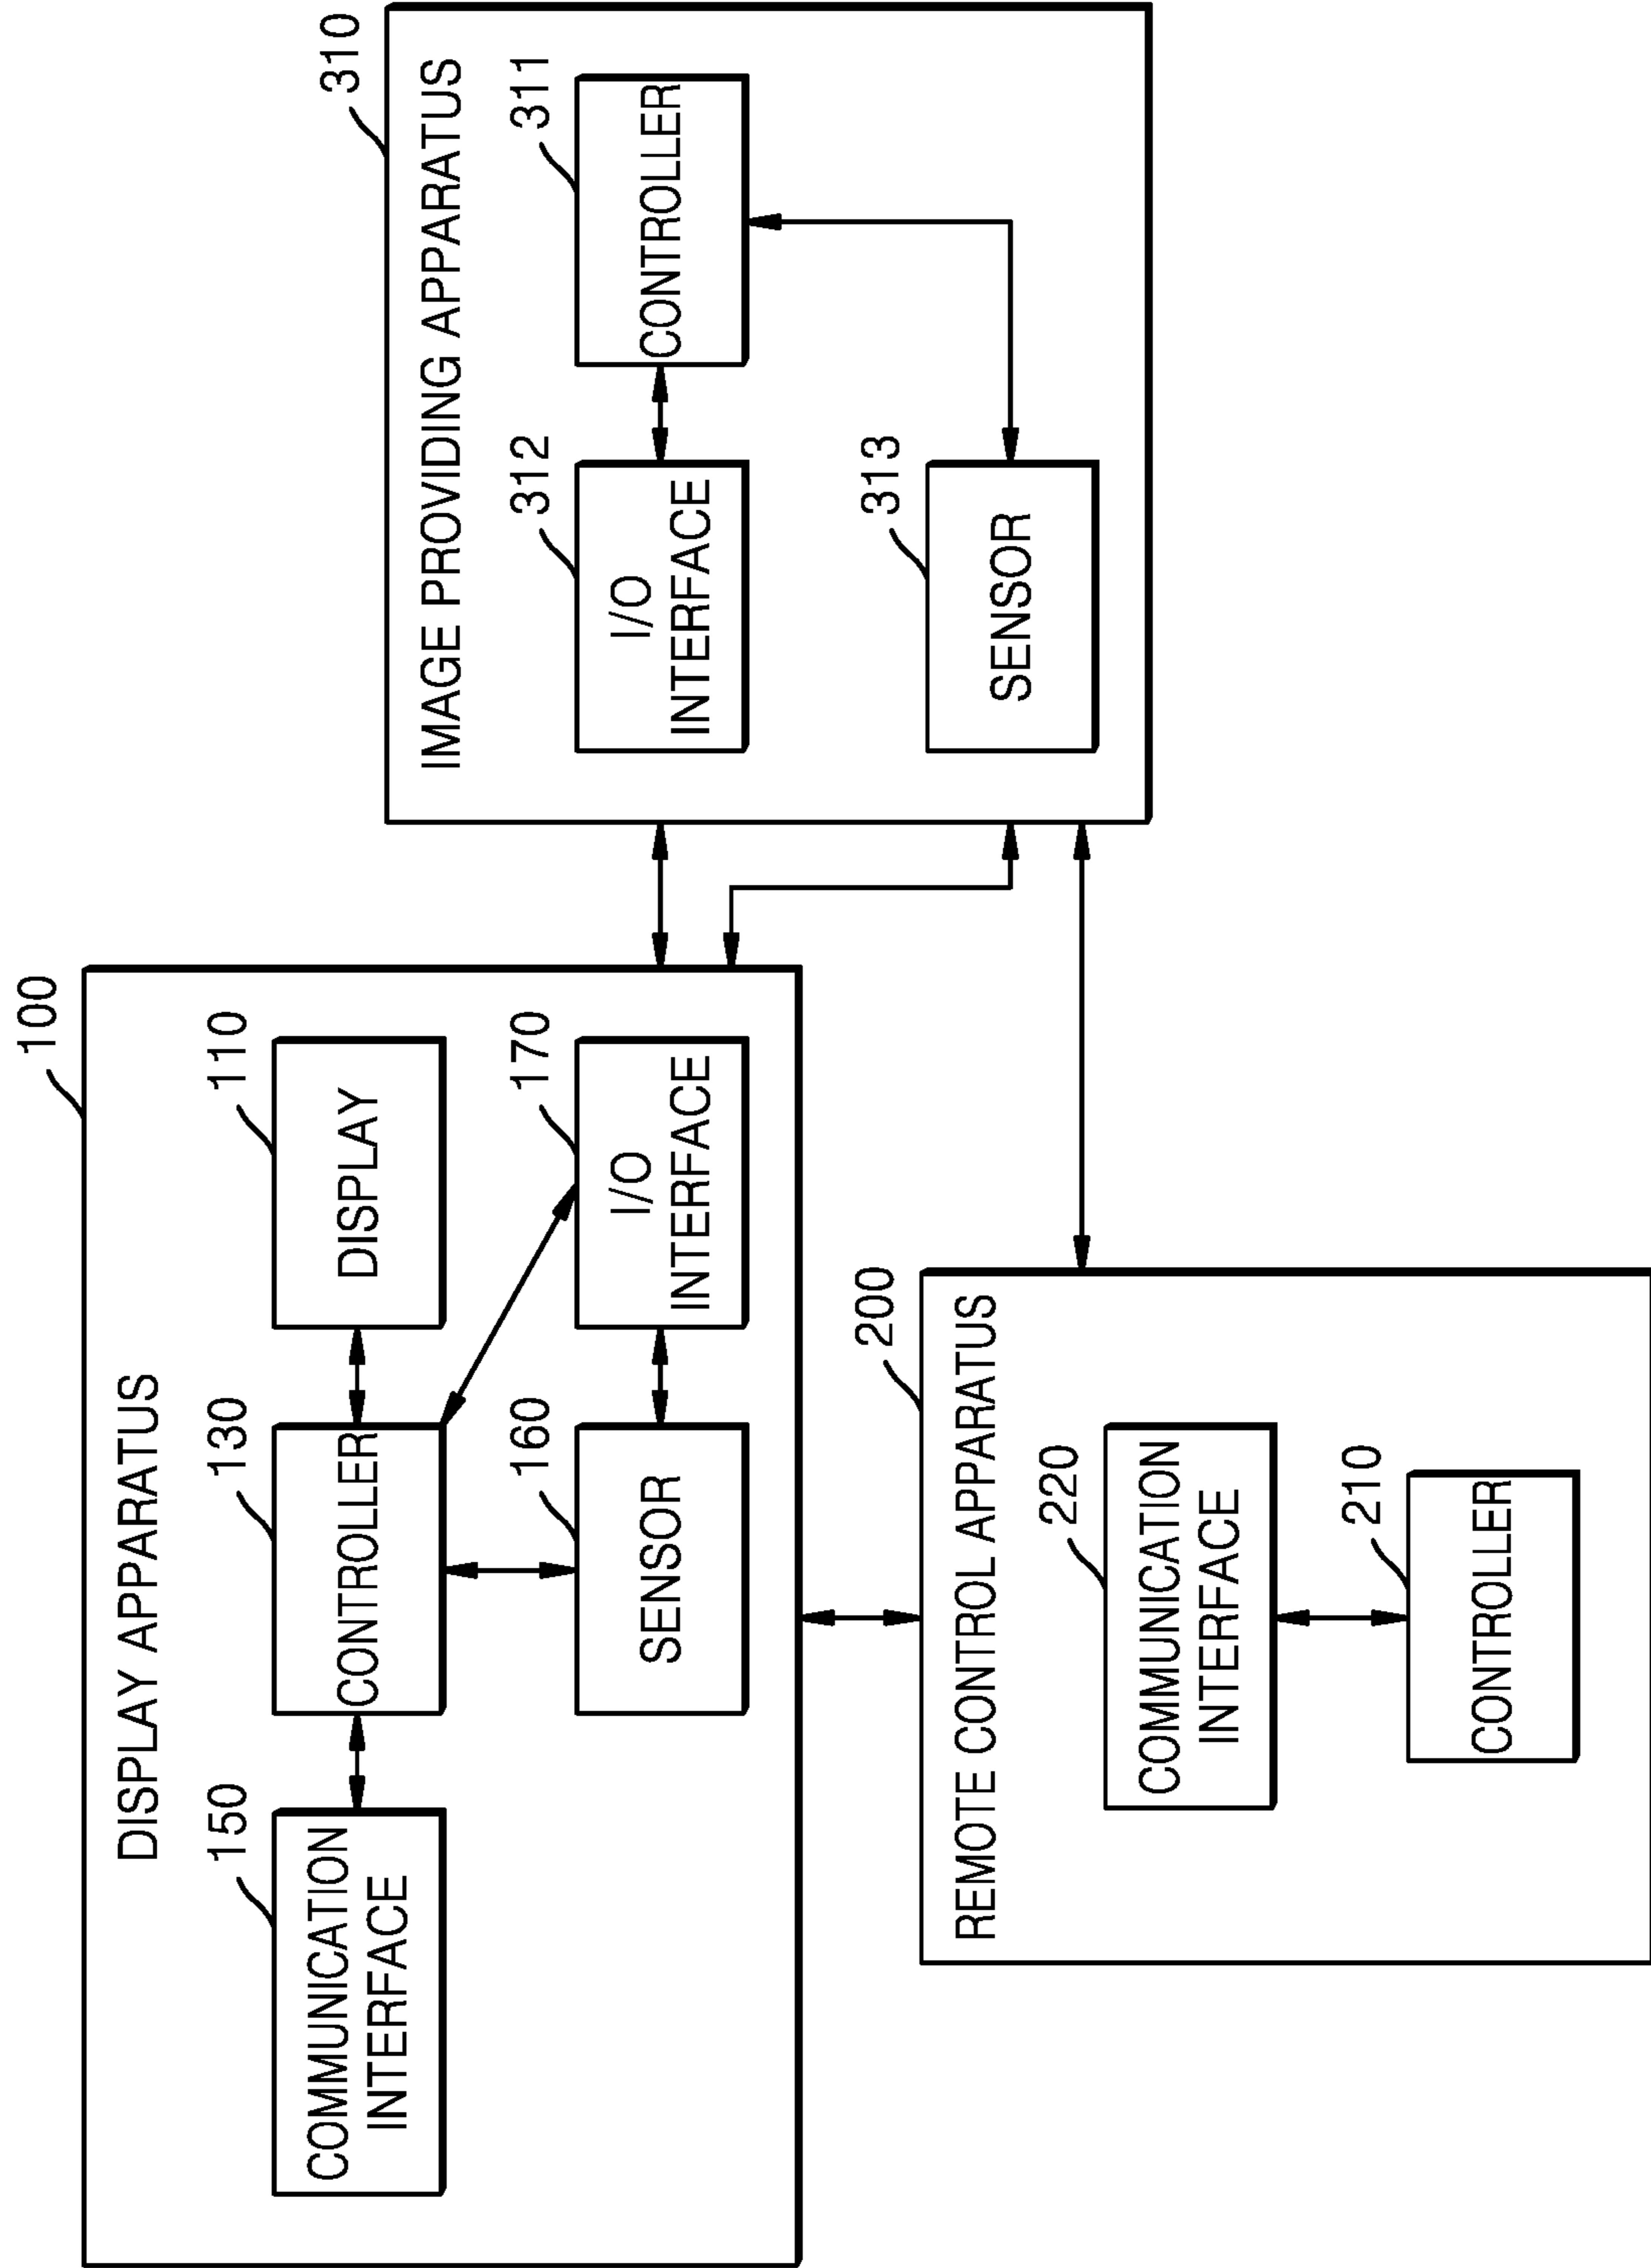 100
DISPLAY APPARATUS
150
COMMUNICATION
INTERFACE
130
CONTROLLER
110
DISPLAY
160
SENSOR
170
I/O
INTERFACE
310
IMAGE PROVIDING APPARATUS
312
I/O
INTERFACE
311
CONTROLLER
313
SENSOR
200
REMOTE CONTROL APPARATUS
220
COMMUNICATION
INTERFACE
210
CONTROLLER